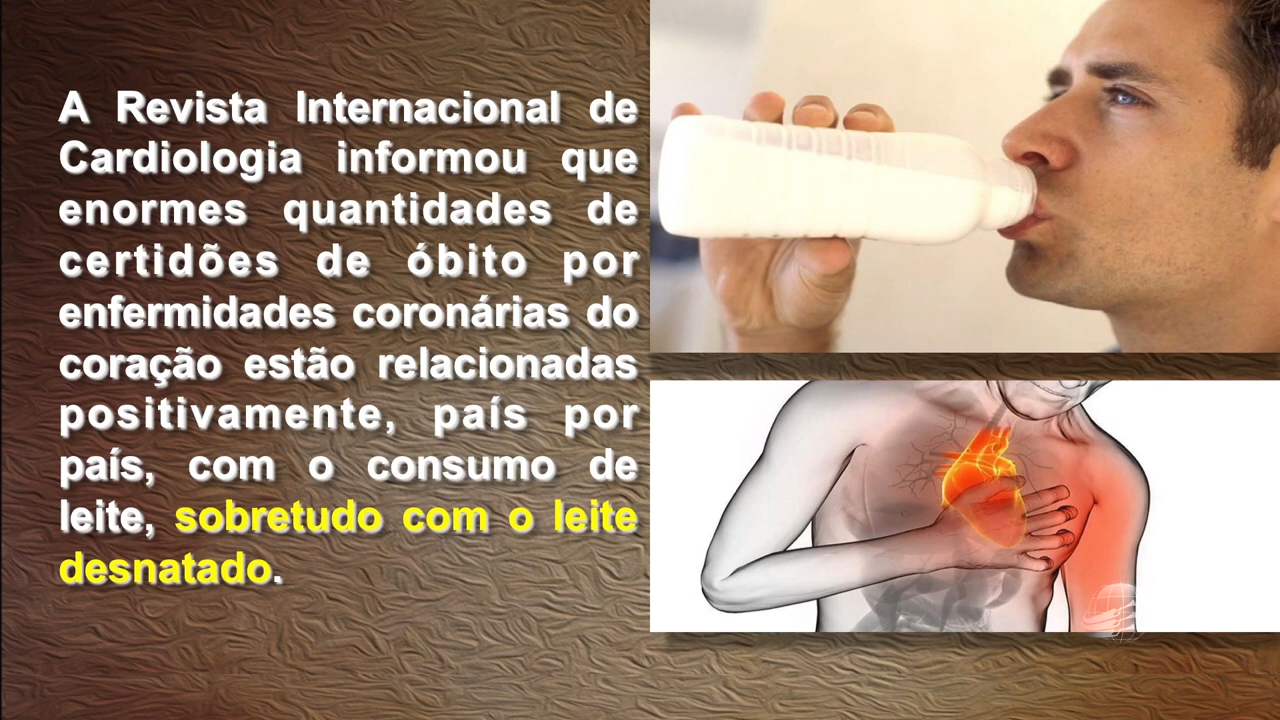 A Revista Internacional de
Cardiologia informou que
enormes quantidades de
certidões de óbito por
enfermidades coronárias do
coração estão relacionadas
positivamente, país por
país, com o consumo de
leite, sobretudo com o leite
desnatado.